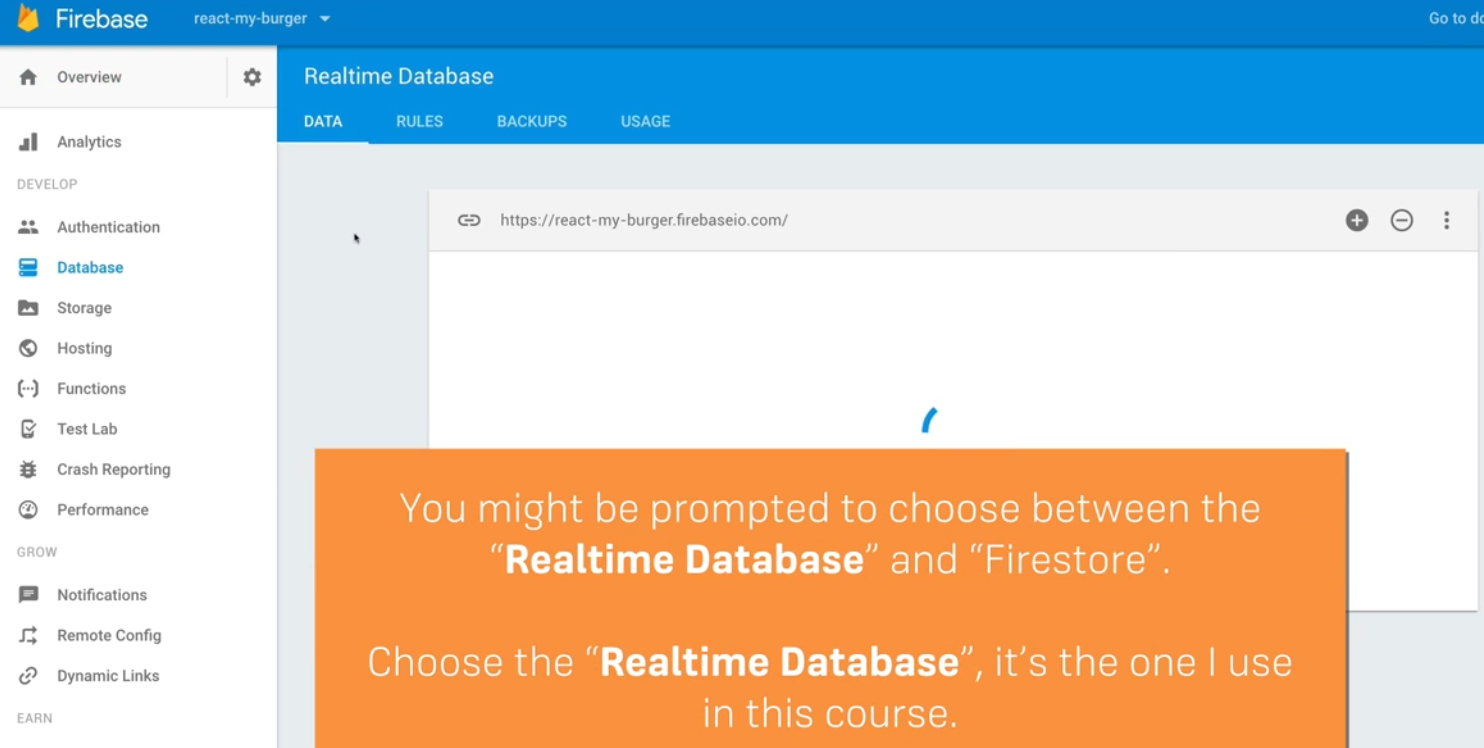 Firebase
react-my-burger
Overview
Analytics
DEVELOP
Authentication
Database
Storage
Hosting
Functions
Test Lab
Crash Reporting
Performance
GROW
Notifications
Remote Config
Dynamic Links
EARN
Go to
Realtime Database
DATA RULES BACKUPS USAGE
https://react-my-burger.firebaseio.com/
You might be prompted to choose between the
“Realtime Database” and “Firestore”.
Choose the “Realtime Database”, it’s the one I use
in this course.